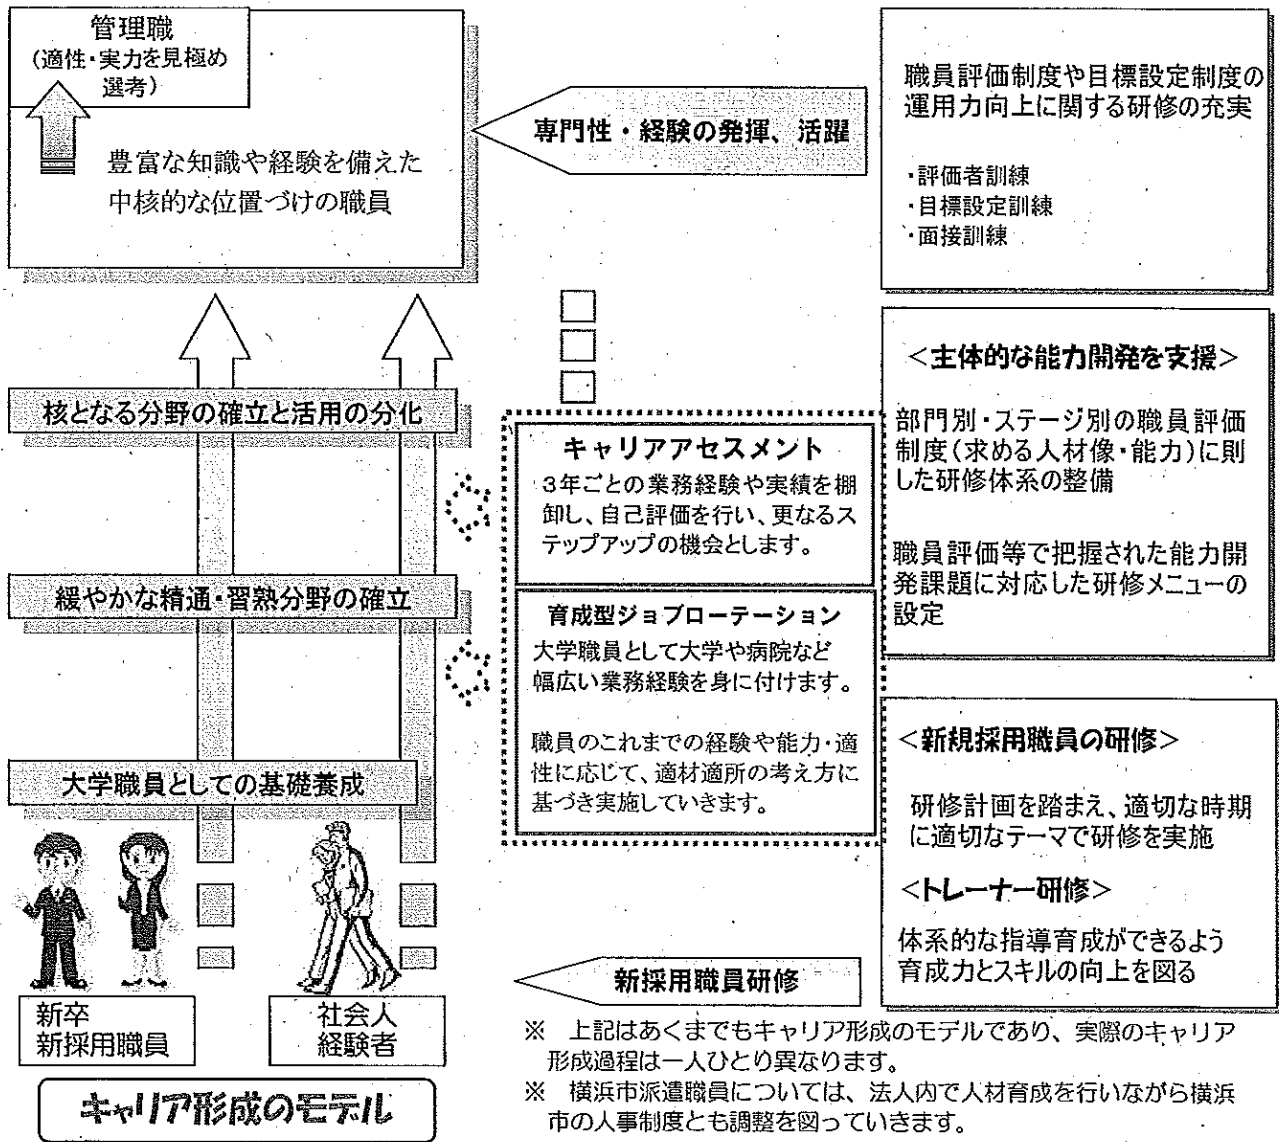 管理職
(適性・実力を見極め
選考)
豊富な知識や経験を備えた
中核的な位置づけの職員
専門性・経験の発揮、活躍
職員評価制度や目標設定制度の
運用力向上に関する研修の充実
・評価者訓練
・目標設定訓練
・面接訓練
核となる分野の確立と活用の分化
緩やかな精通・習熟分野の確立
大学職員としての基礎養成
キャリアアセスメント
3年ごとの業務経験や実績を棚
卸し、自己評価を行い、更なるス
テップアップの機会とします。
育成型ジョブローテーション
大学職員として大学や病院など
幅広い業務経験を身に付けます。
職員のこれまでの経験や能力・適
性に応じて、適材適所の考え方に
基づき実施していきます。
<主体的な能力開発を支援>
部門別・ステージ別の職員評価
制度(求める人材像・能力)に則
した研修体系の整備
職員評価等で把握された能力開
発課題に対応した研修メニューの
設定
<新規採用職員の研修>
研修計画を踏まえ、適切な時期
に適切なテーマで研修を実施
<トレーナー研修>
体系的な指導育成ができるよう
育成力とスキルの向上を図る
新採用職員研修
新卒
新採用職員
社会人
経験者
キャリア形成のモデル
※ 上記はあくまでもキャリア形成のモデルであり、実際のキャリア
形成過程は一人ひとり異なります。
※ 横浜市派遣職員については、法人内で人材育成を行いながら横浜
市の人事制度とも調整を図っていきます。